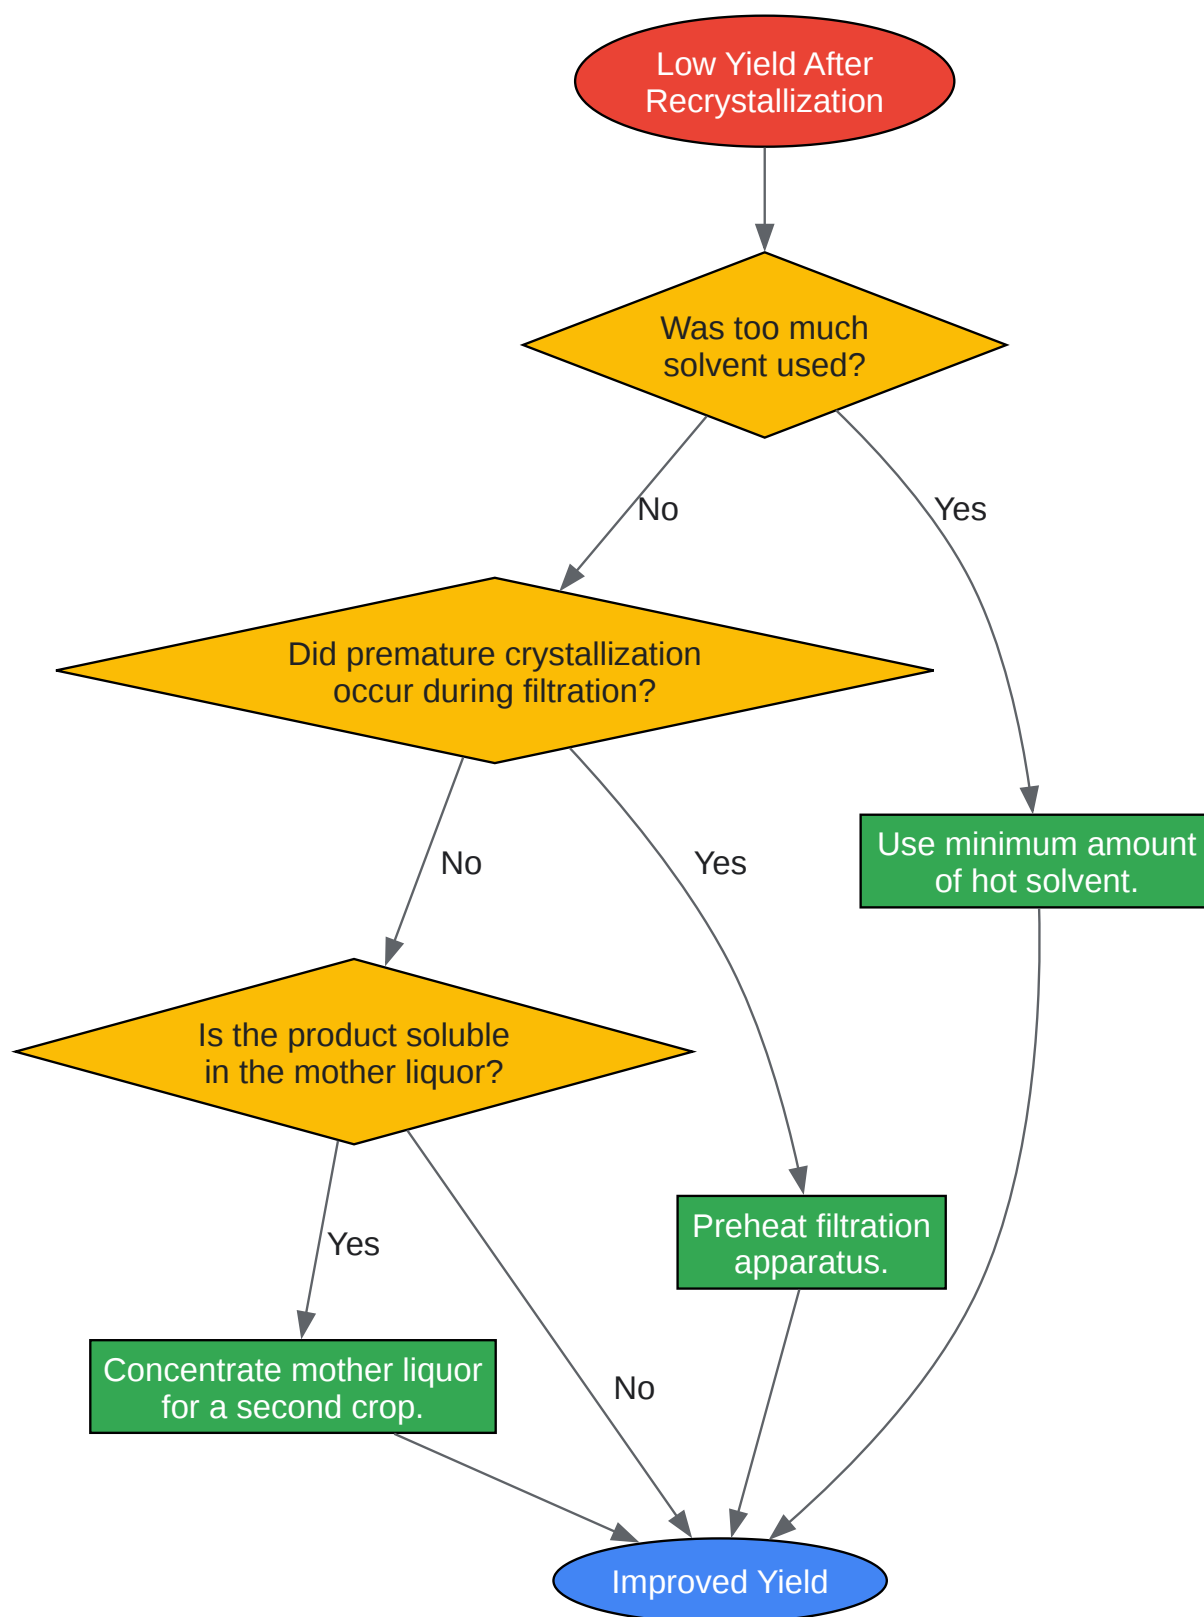 Low Yield After
Recrystallization
Was too much
solvent used?
No
Yes
Did premature crystallization
occur during filtration?
Use minimum amount
of hot solvent.
No
Yes
Is the product soluble
in the mother liquor?
Preheat filtration
apparatus.
Yes
Concentrate mother liquor
for a second crop.
No
Improved Yield